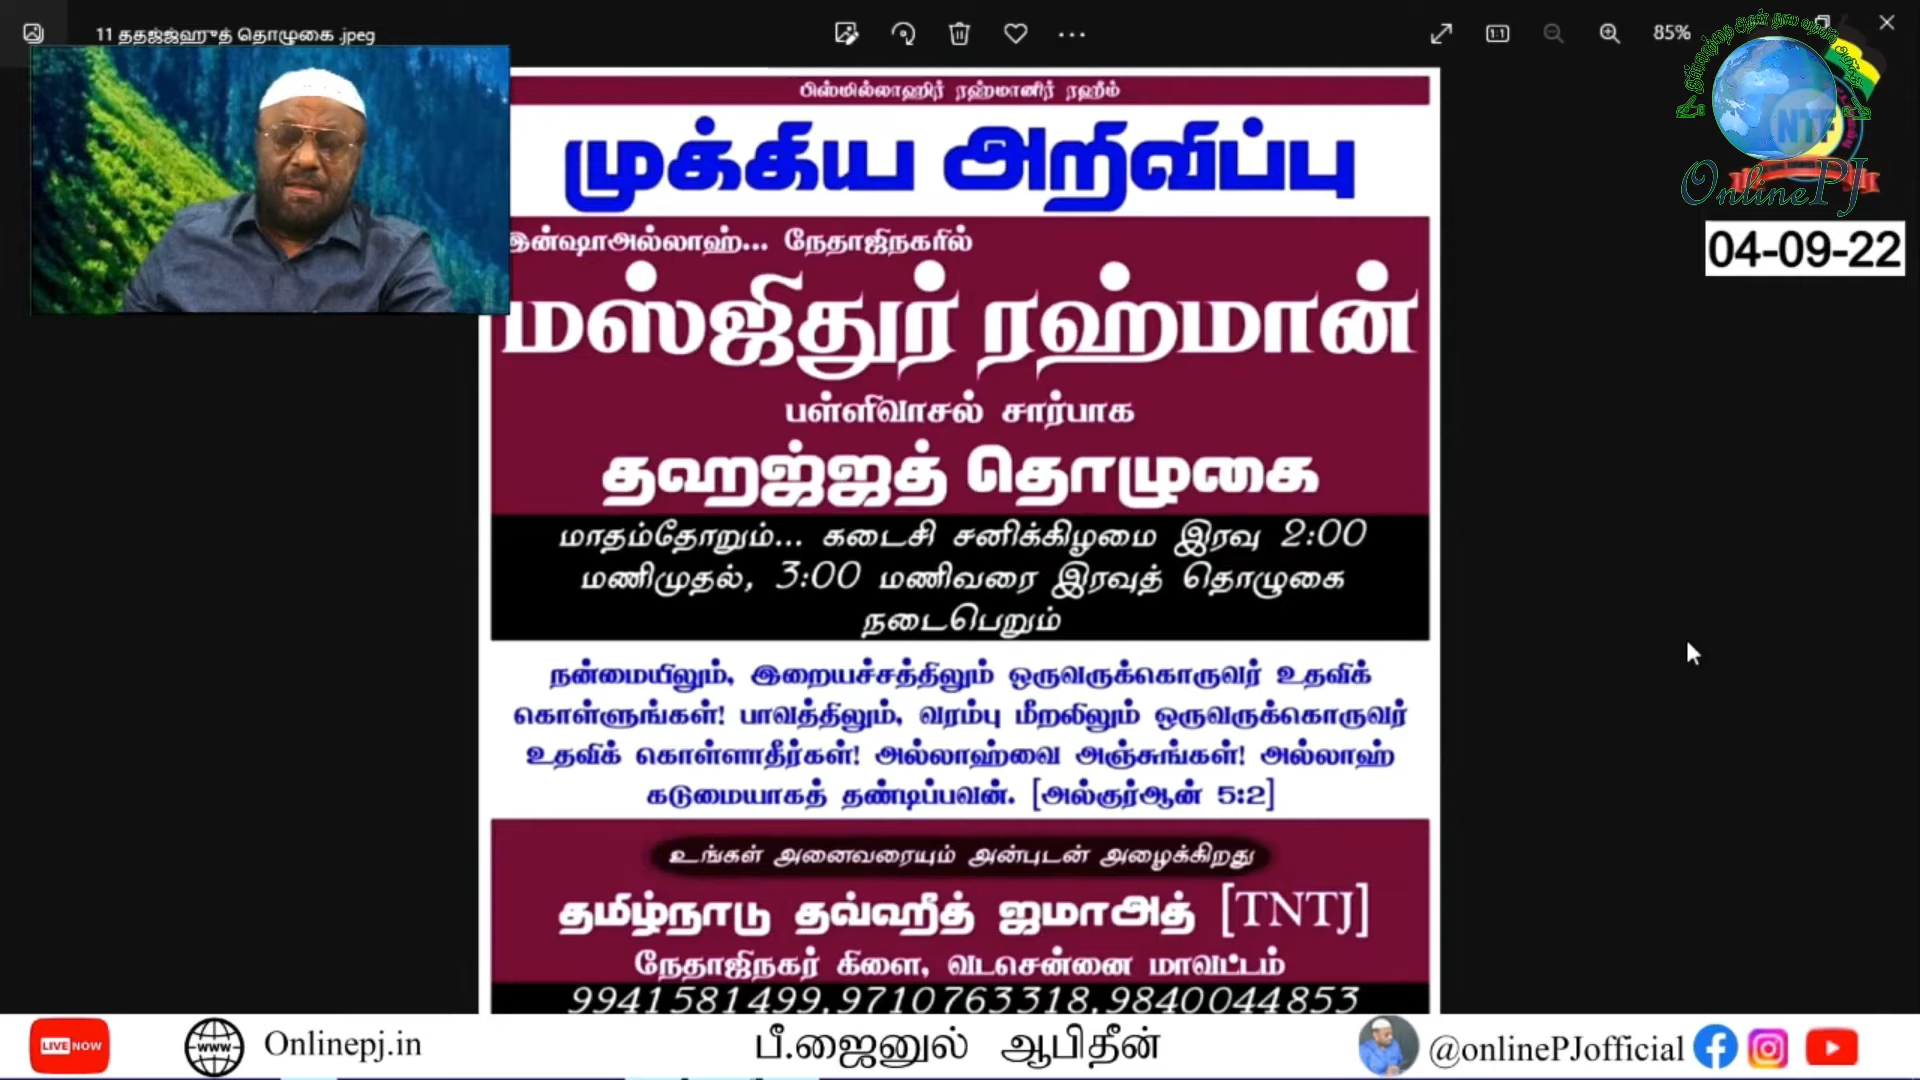 11 ததஜ்ஜ்ஹுத் தொழுகை .jpeg
85%
பிஸ்மில்லாஹிர் ரஹ்மானிர் ரஹீம்
முக்கிய அறிவிப்பு
NTF
OnlinePJ
இன்ஷாஅல்லாஹ்... நேதாஜிநகரில்
04-09-22
மஸ்ஜிதுர் ரஹ்மான்
பள்ளிவாசல் சார்பாக
தஹஜ்ஜத் தொழுகை
மாதம்தோறும்... கடைசி சனிக்கிழமை இரவு 2:00
மணிமுதல், 3:00 மணிவரை இரவுத் தொழுகை
நடைபெறும்
நன்மையிலும், இறையச்சத்திலும் ஒருவருக்கொருவர் உதவிக்
கொள்ளுங்கள்! பாவத்திலும், வரம்பு மீறலிலும் ஒருவருக்கொருவர்
உதவிக் கொள்ளாதீர்கள்! அல்லாஹ்வை அஞ்சுங்கள்! அல்லாஹ்
கடுமையாகத் தண்டிப்பவன். [அல்குர்ஆன் 5:2]
உங்கள் அனைவரையும் அன்புடன் அழைக்கிறது
தமிழ்நாடு தவ்ஹீத் ஜமாஅத் [TNTJ]
நேதாஜிநகர் கிளை, வடசென்னை மாவட்டம்
9941581499,9710763318,9840044853
LIVE NOW
WWW
Onlinepj.in
பீ.ஜைனுல் ஆபிதீன்
@onlinePJofficial